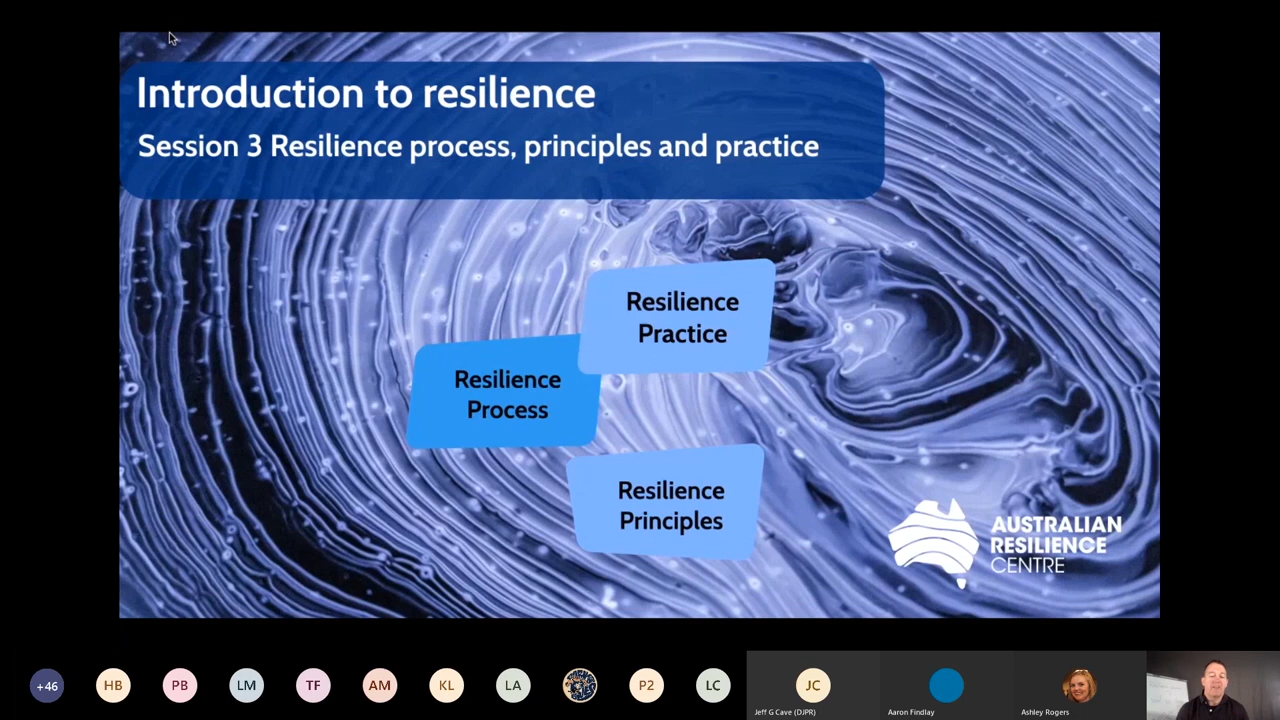 Introduction to resilience
Session 3 Resilience process, principles and practice
Resilience
Practice
Resilience
Process
Resilience
Principles
AUSTRALIAN
RESILIENCE
CENTRE
+46
HB
PB
LM
TF
AM
KL
LA
P2
LC
JC
Jeff G Cave (DJPR)
Aaron Findlay
Ashley Rogers